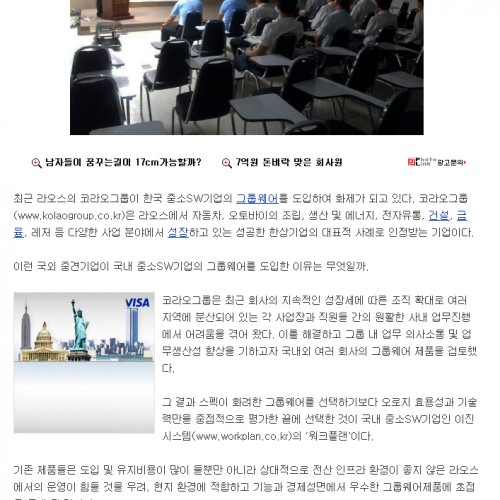 남자들이 꿈꾸는길이 17cm가능할까?
7억원 돈벼락 맞은 회사원
광고문의
최근 라오스의 코라오그룹이 한국 중소SW기업의 그룹웨어를 도입하여 화제가 되고 있다. 코라오그룹
(www.kolaogroup.co.kr)은 라오스에서 자동차, 오토바이의 조립, 생산 및 에너지, 전자유통, 건설, 금
융, 레저 등 다양한 사업 분야에서 성장하고 있는 성공한 한상기업의 대표적 사례로 인정받는 기업이다.
이런 국외 중견기업이 국내 중소SW기업의 그룹웨어를 도입한 이유는 무엇일까.
VISA
코라오그룹은 최근 회사의 지속적인 성장세에 따른 조직 확대로 여러
지역에 분산되어 있는 각 사업장과 직원들 간의 원활한 사내 업무진행
에서 어려움을 겪어 왔다. 이를 해결하고 그룹 내 업무 의사소통 및 업
무생산성 향상을 기하고자 국내외 여러 회사의 그룹웨어 제품을 검토했
다.
그 결과 스펙이 화려한 그룹웨어를 선택하기보다 오로지 효용성과 기술
력만을 중점적으로 평가한 끝에 선택한 것이 국내 중소SW기업인 이진
시스템(www.workplan.co.kr)의 '워크플랜'이다.
기존 제품들은 도입 및 유지비용이 많이 들뿐만 아니라 상대적으로 전산 인프라 환경이 좋지 않은 라오스
에서의 운영이 힘들 것을 우려, 현지 환경에 적합하고 기능과 경제성면에서 우수한 그룹웨어제품에 초점